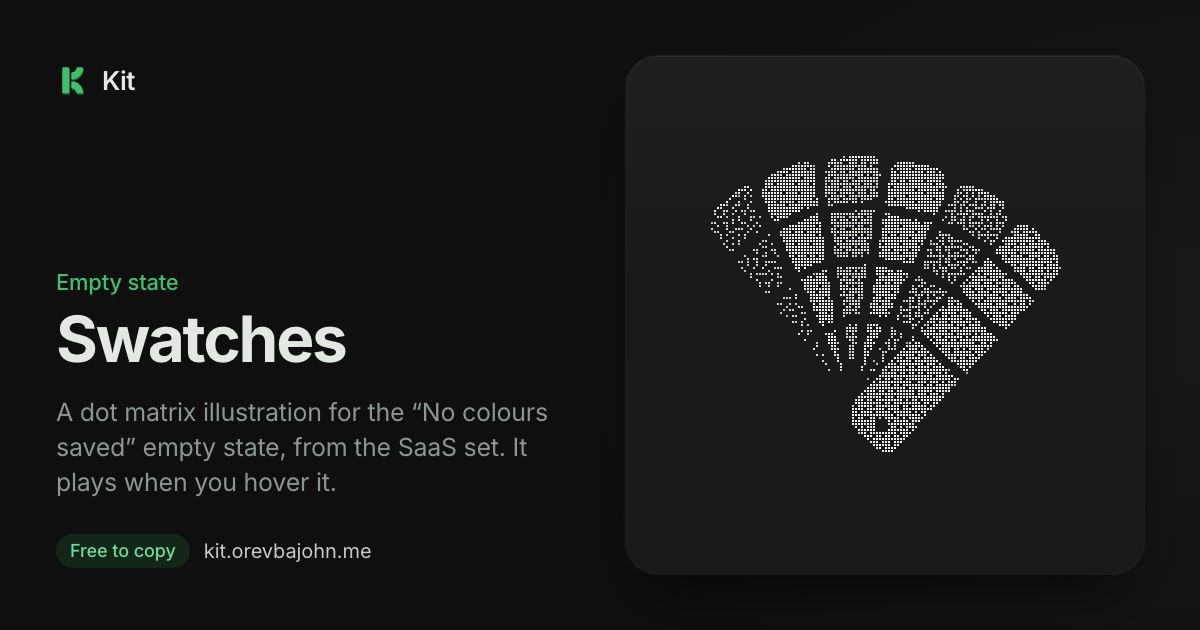 Kit
Empty state
Swatches
A dot matrix illustration for the “No colours
saved” empty state, from the SaaS set. It
plays when you hover it.
Free to copy
kit.orevbajohn.me